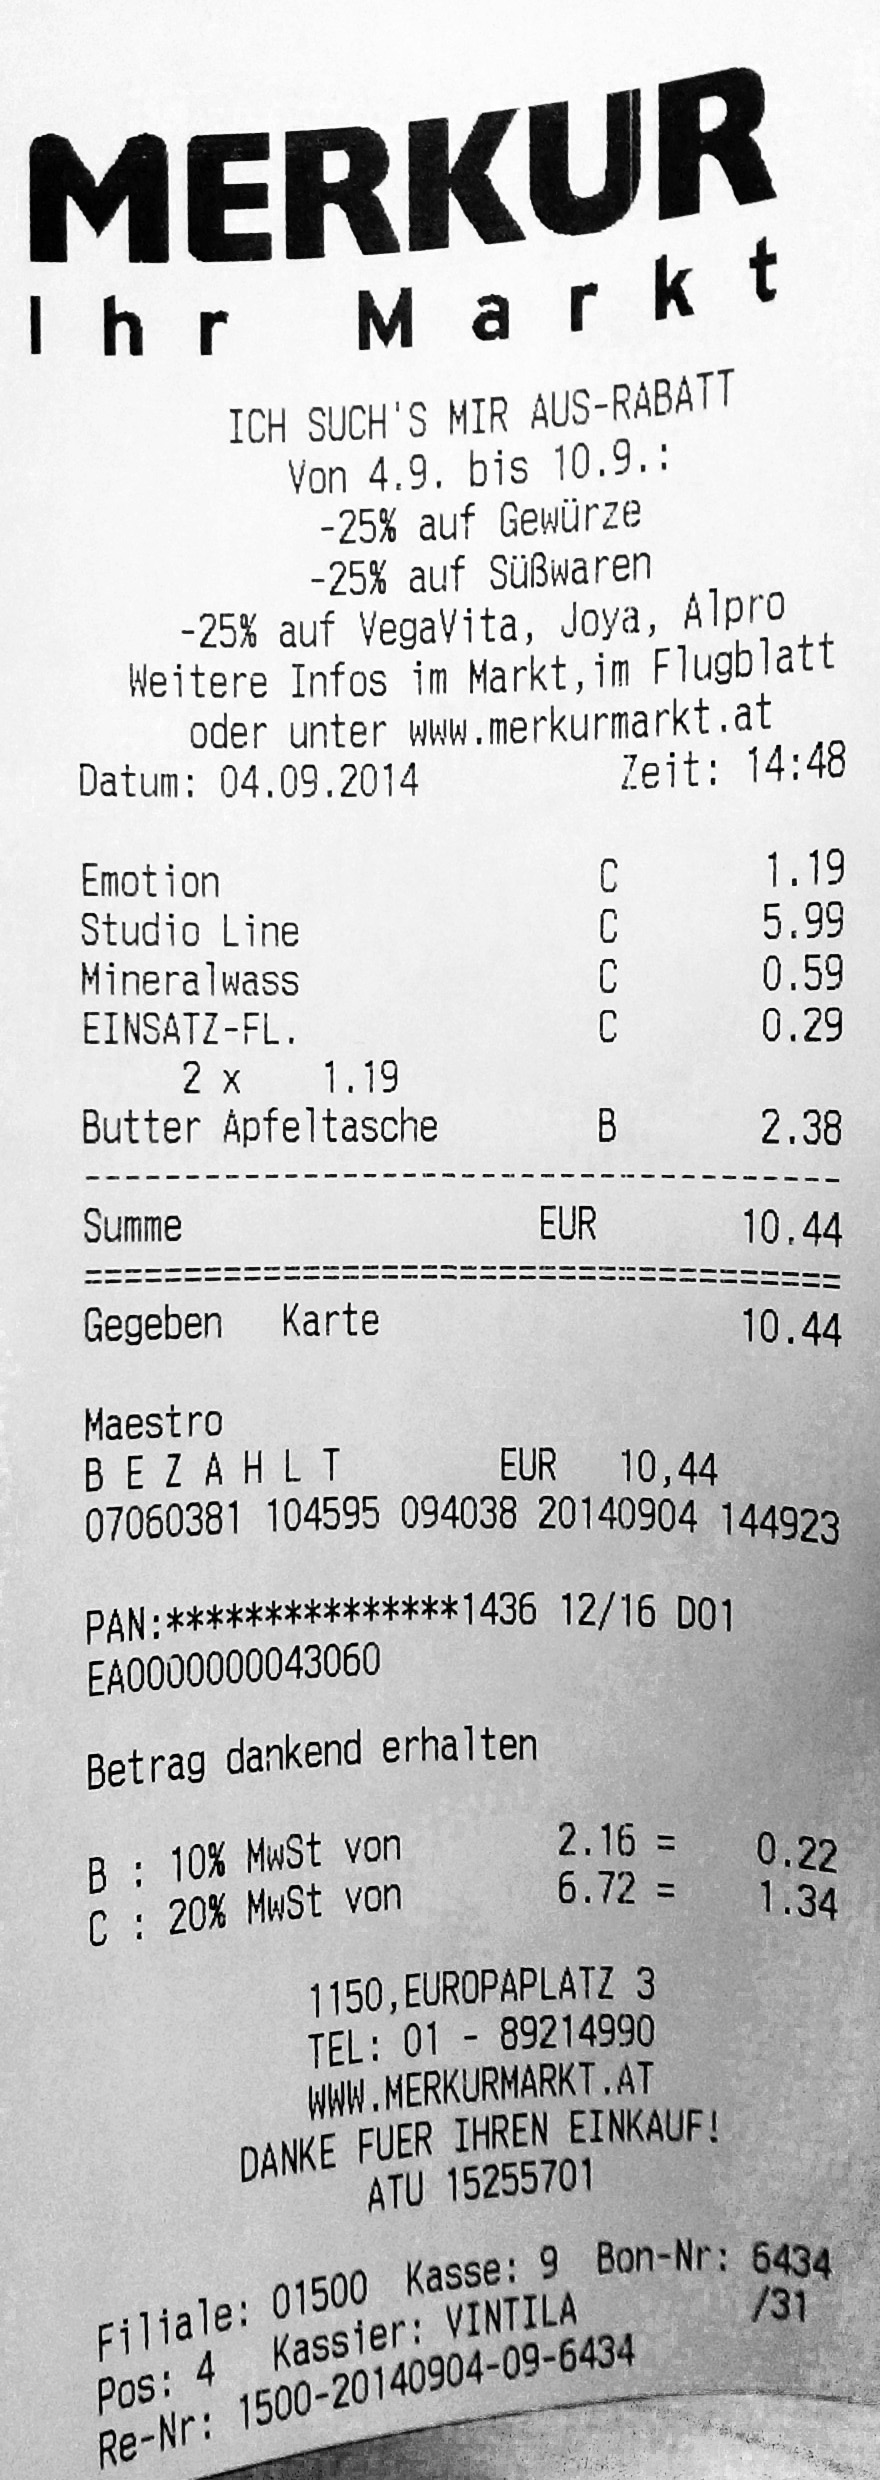 MERKUR
Ihr Markt
ICH SUCH'S MIR AUS-RABATT
Von 4.9. bis 10.9.:
-25% auf Gewürze
-25% auf Süßwaren
-25% auf VegaVita, Joya, Alpro
Weitere Infos im Markt,im Flugblatt
oder unter www.merkurmarkt.at
Datum: 04.09.2014 Zeit: 14:48
Emotion C 1.19
Studio Line C 5.99
Mineralwass C 0.59
EINSATZ-FL. C 0.29
2 x 1.19
Butter Apfeltasche B 2.38
--------------------------------------
Summe EUR 10.44
======================================
Gegeben Karte 10.44
Maestro
B E Z A H L T EUR 10,44
07060381 104595 094038 20140904 144923
PAN:***************1436 12/16 D01
EA0000000043060
Betrag dankend erhalten
B : 10% MwSt von 2.16 = 0.22
C : 20% MwSt von 6.72 = 1.34
1150,EUROPAPLATZ 3
TEL: 01 - 89214990
WWW.MERKURMARKT.AT
DANKE FUER IHREN EINKAUF!
ATU 15255701
Filiale: 01500 Kasse: 9 Bon-Nr: 6434
Pos: 4 Kassier: VINTILA /31
Re-Nr: 1500-20140904-09-6434